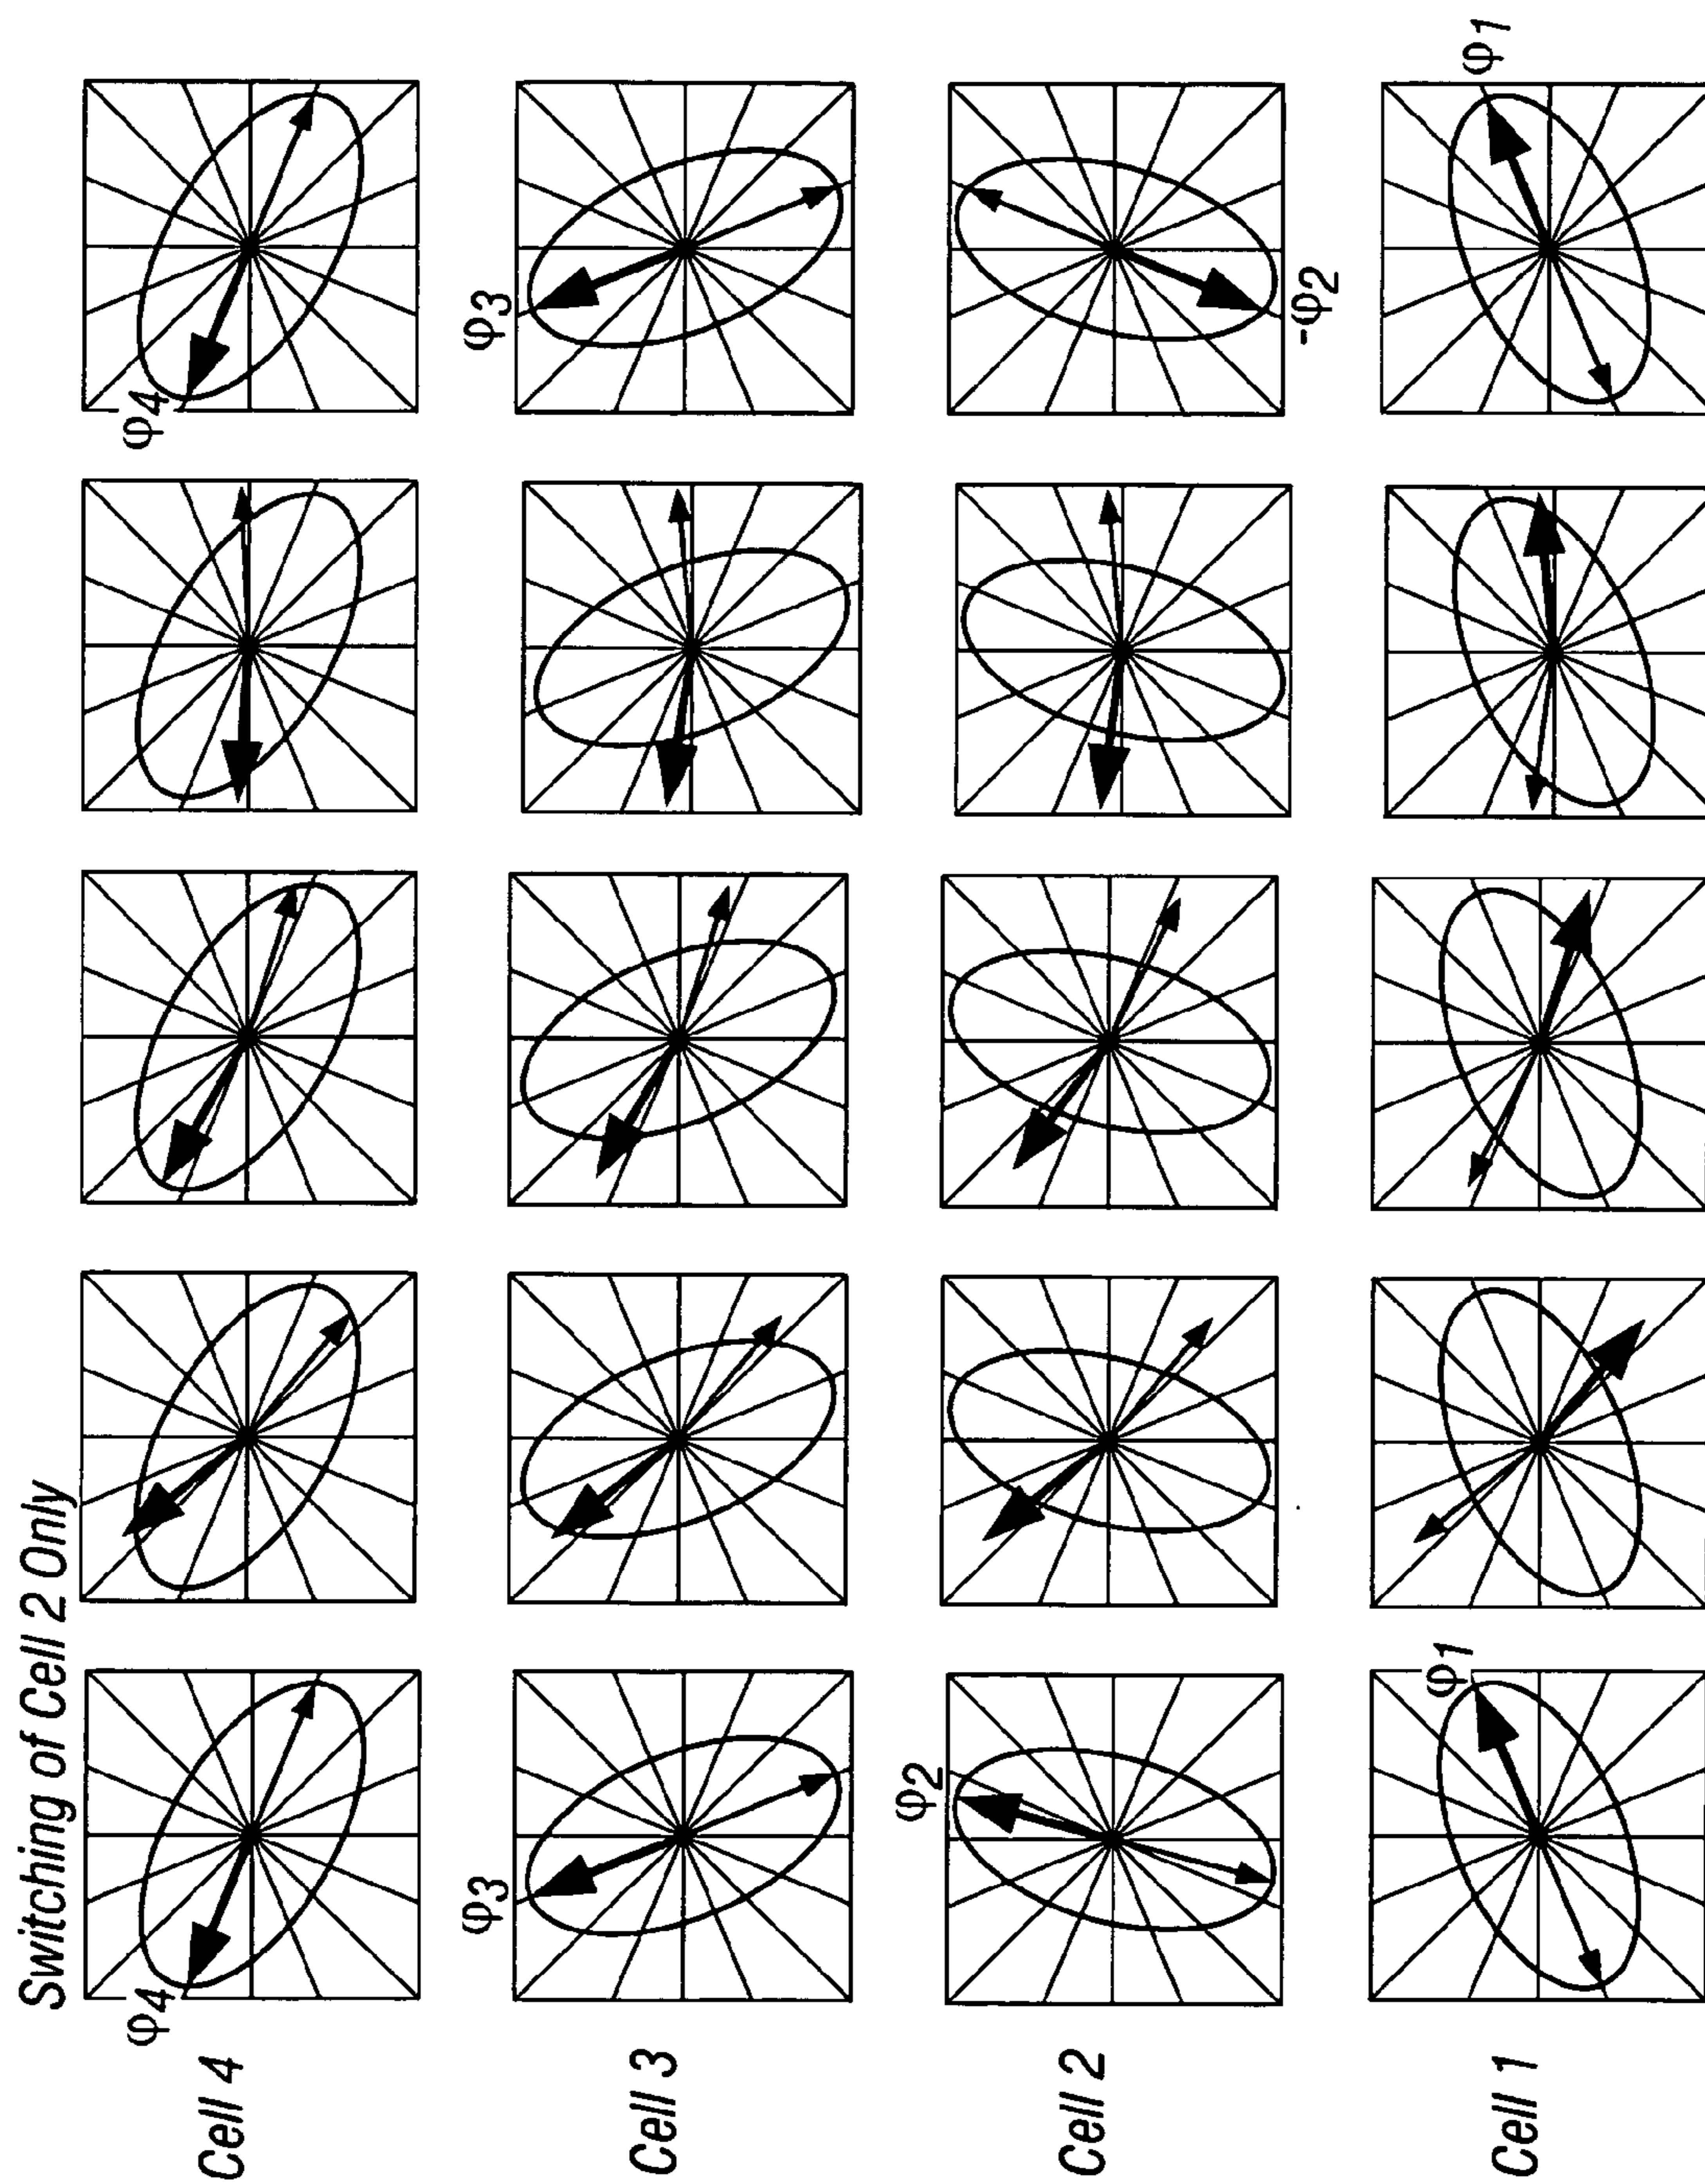 Switching of Cell 2 Only
φ4 φ4
Cell 4
φ3 φ3
Cell 3
φ2
Cell 2
-φ2
φ1 φ1
Cell 1